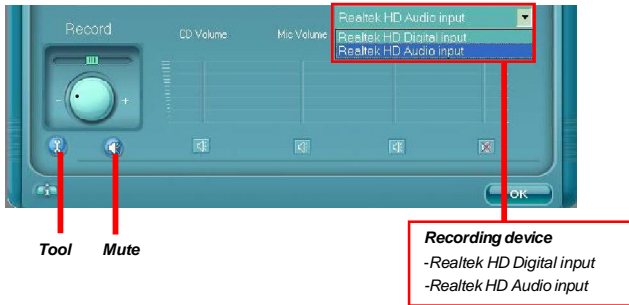 Realtek HD Audio input
Record
CD Volume
Mic Volume
Realtek HD Digital input
Realtek HD Audio input
OK
Tool
Mute
Recording device
-Realtek HD Digital input
-Realtek HD Audio input